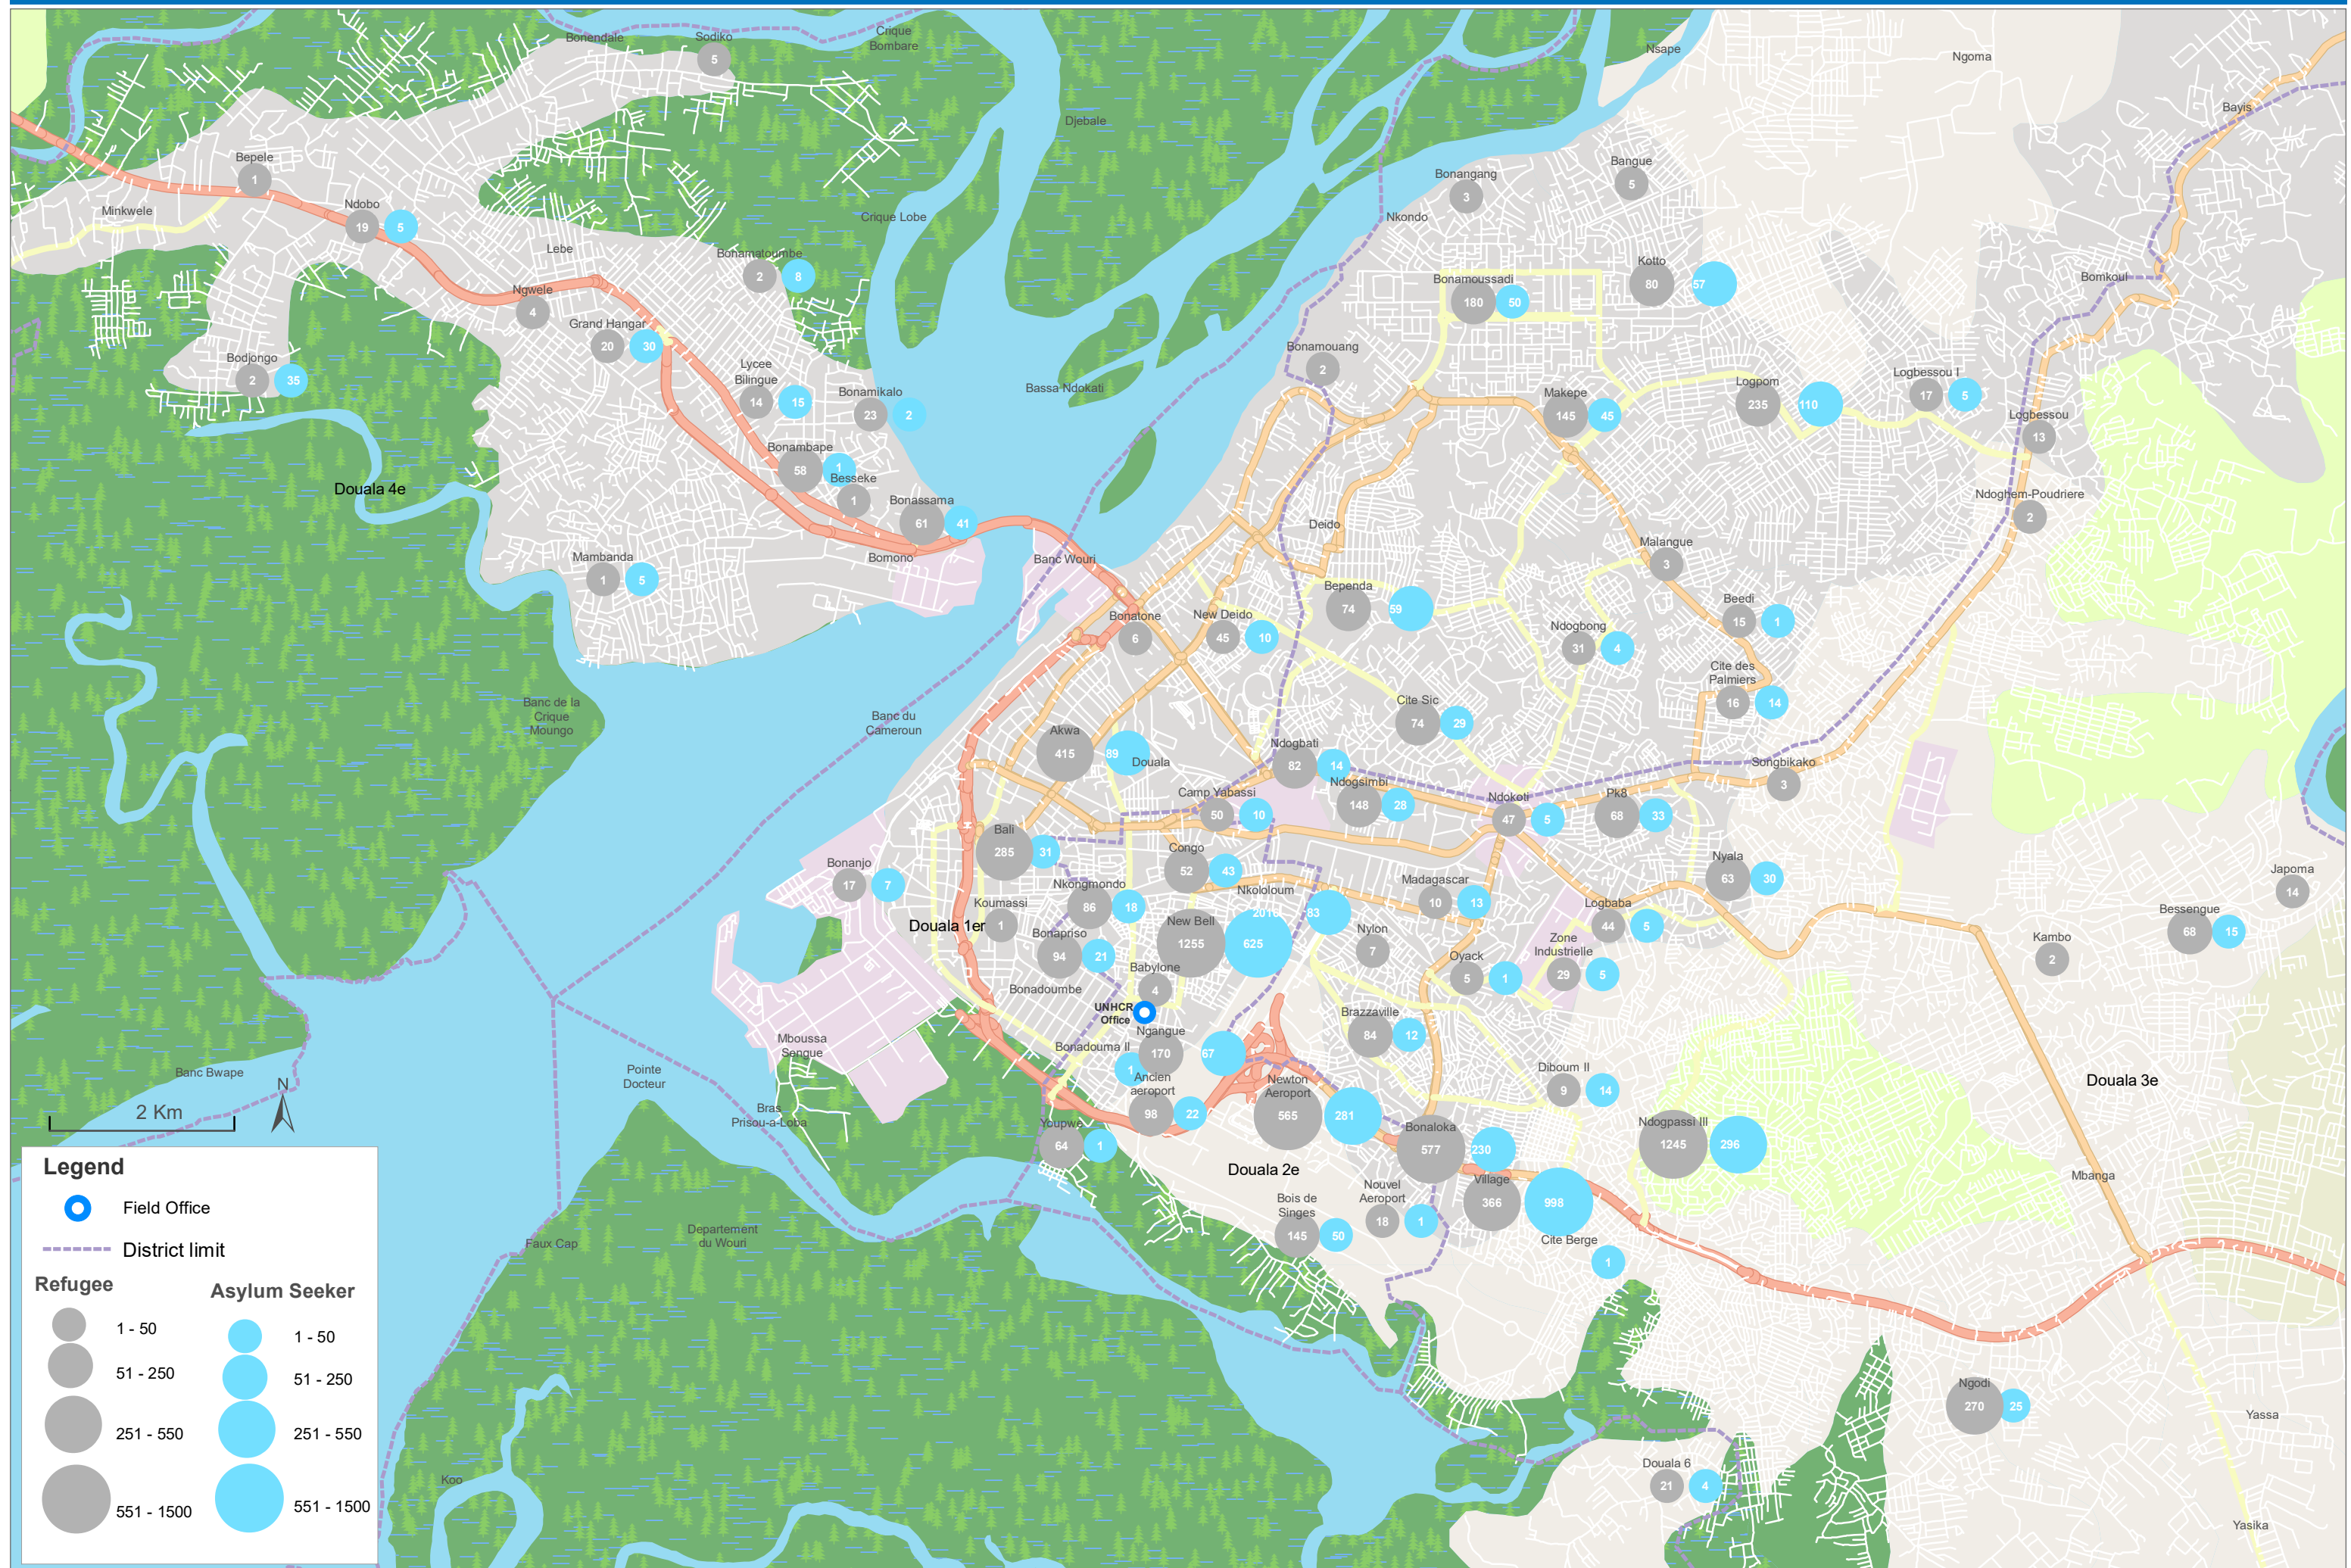 Bonendale
Sodiko
5
Crique
Bombare
Nsape
Ngoma
Bayis
Djebale
Bepele
1
Minkwele
Ndobo
19
5
Lebe
Crique Lobe
Bonangang
3
Bangue
5
Nkondo
Bonamatoumbe
2
8
Ngwele
4
Grand Hangar
20
30
Bonamoussadi
180
50
Kotto
80
57
Bomkoul
Bodjongo
2
35
Lycee
Bilingue
14
15
Bonamikalo
23
2
Bassa Ndokati
Bonamouang
2
Makepe
145
45
Logpom
235
110
Logbessou I
17
5
Logbessou
13
Bonambape
58
1
Besseke
1
Douala 4e
Bonassama
61
41
Ndoghem-Poudriere
2
Deido
Mambanda
1
5
Bomono
Banc Wouri
Malangue
3
Bonatone
6
New Deido
45
10
Bependa
74
59
Ndogbong
31
4
Beedi
15
1
Cite des
Palmiers
16
14
Banc de la
Crique
Moungo
Banc du
Cameroun
Cite Sic
74
29
Akwa
415
89
Douala
Ndogbati
82
14
Songbikako
3
Camp Yabassi
50
10
Ndogsimbi
148
28
Ndokoti
47
5
Pk8
68
33
Bali
285
31
Bonanjo
17
7
Congo
52
43
Nyala
63
30
Japoma
14
Nkongmondo
86
18
Nkololoum
2016
83
Madagascar
10
13
Koumassi
1
Douala 1er
Logbaba
44
5
Bessengue
68
15
New Bell
1255
625
Bonapriso
94
21
Nylon
7
Zone
Industrielle
29
5
Kambo
2
Oyack
5
1
Babylone
4
Bonadoumbe
UNHCR
Office
Ngangue
170
67
Brazzaville
84
12
Mboussa
Sengue
Bonadouma II
1
Banc Bwape
Pointe
Docteur
Diboum II
9
14
Douala 3e
Ancien
aeroport
98
22
Newton
Aeroport
565
281
Bras
Prisou-a-Loba
N
2 Km
Youpwe
64
1
Bonaloka
577
230
Ndogpassi III
1245
296
Douala 2e
Mbanga
Village
366
998
Nouvel
Aeroport
18
1
Bois de
Singes
145
50
Departement
du Wouri
Faux Cap
Cite Berge
1
Ngodi
270
25
Yassa
Douala 6
21
4
Koo
Yasika
Legend
Field Office
District limit
Refugee
Asylum Seeker
1 - 50
1 - 50
51 - 250
51 - 250
251 - 550
251 - 550
551 - 1500
551 - 1500